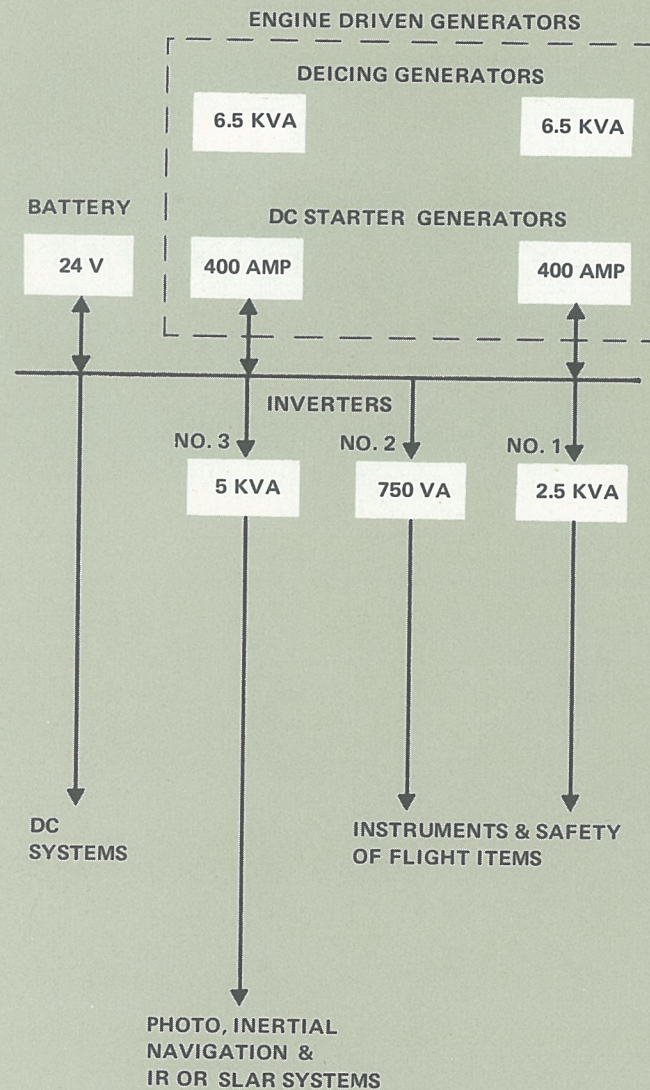 ENGINE DRIVEN GENERATORS
DEICING GENERATORS
6.5 KVA
6.5 KVA
BATTERY
DC STARTER GENERATORS
24 V
400 AMP
400 AMP
INVERTERS
NO. 3
NO. 2
NO. 1
5 KVA
750 VA
2.5 KVA
DC
SYSTEMS
INSTRUMENTS & SAFETY
OF FLIGHT ITEMS
PHOTO, INERTIAL
NAVIGATION &
IR OR SLAR SYSTEMS